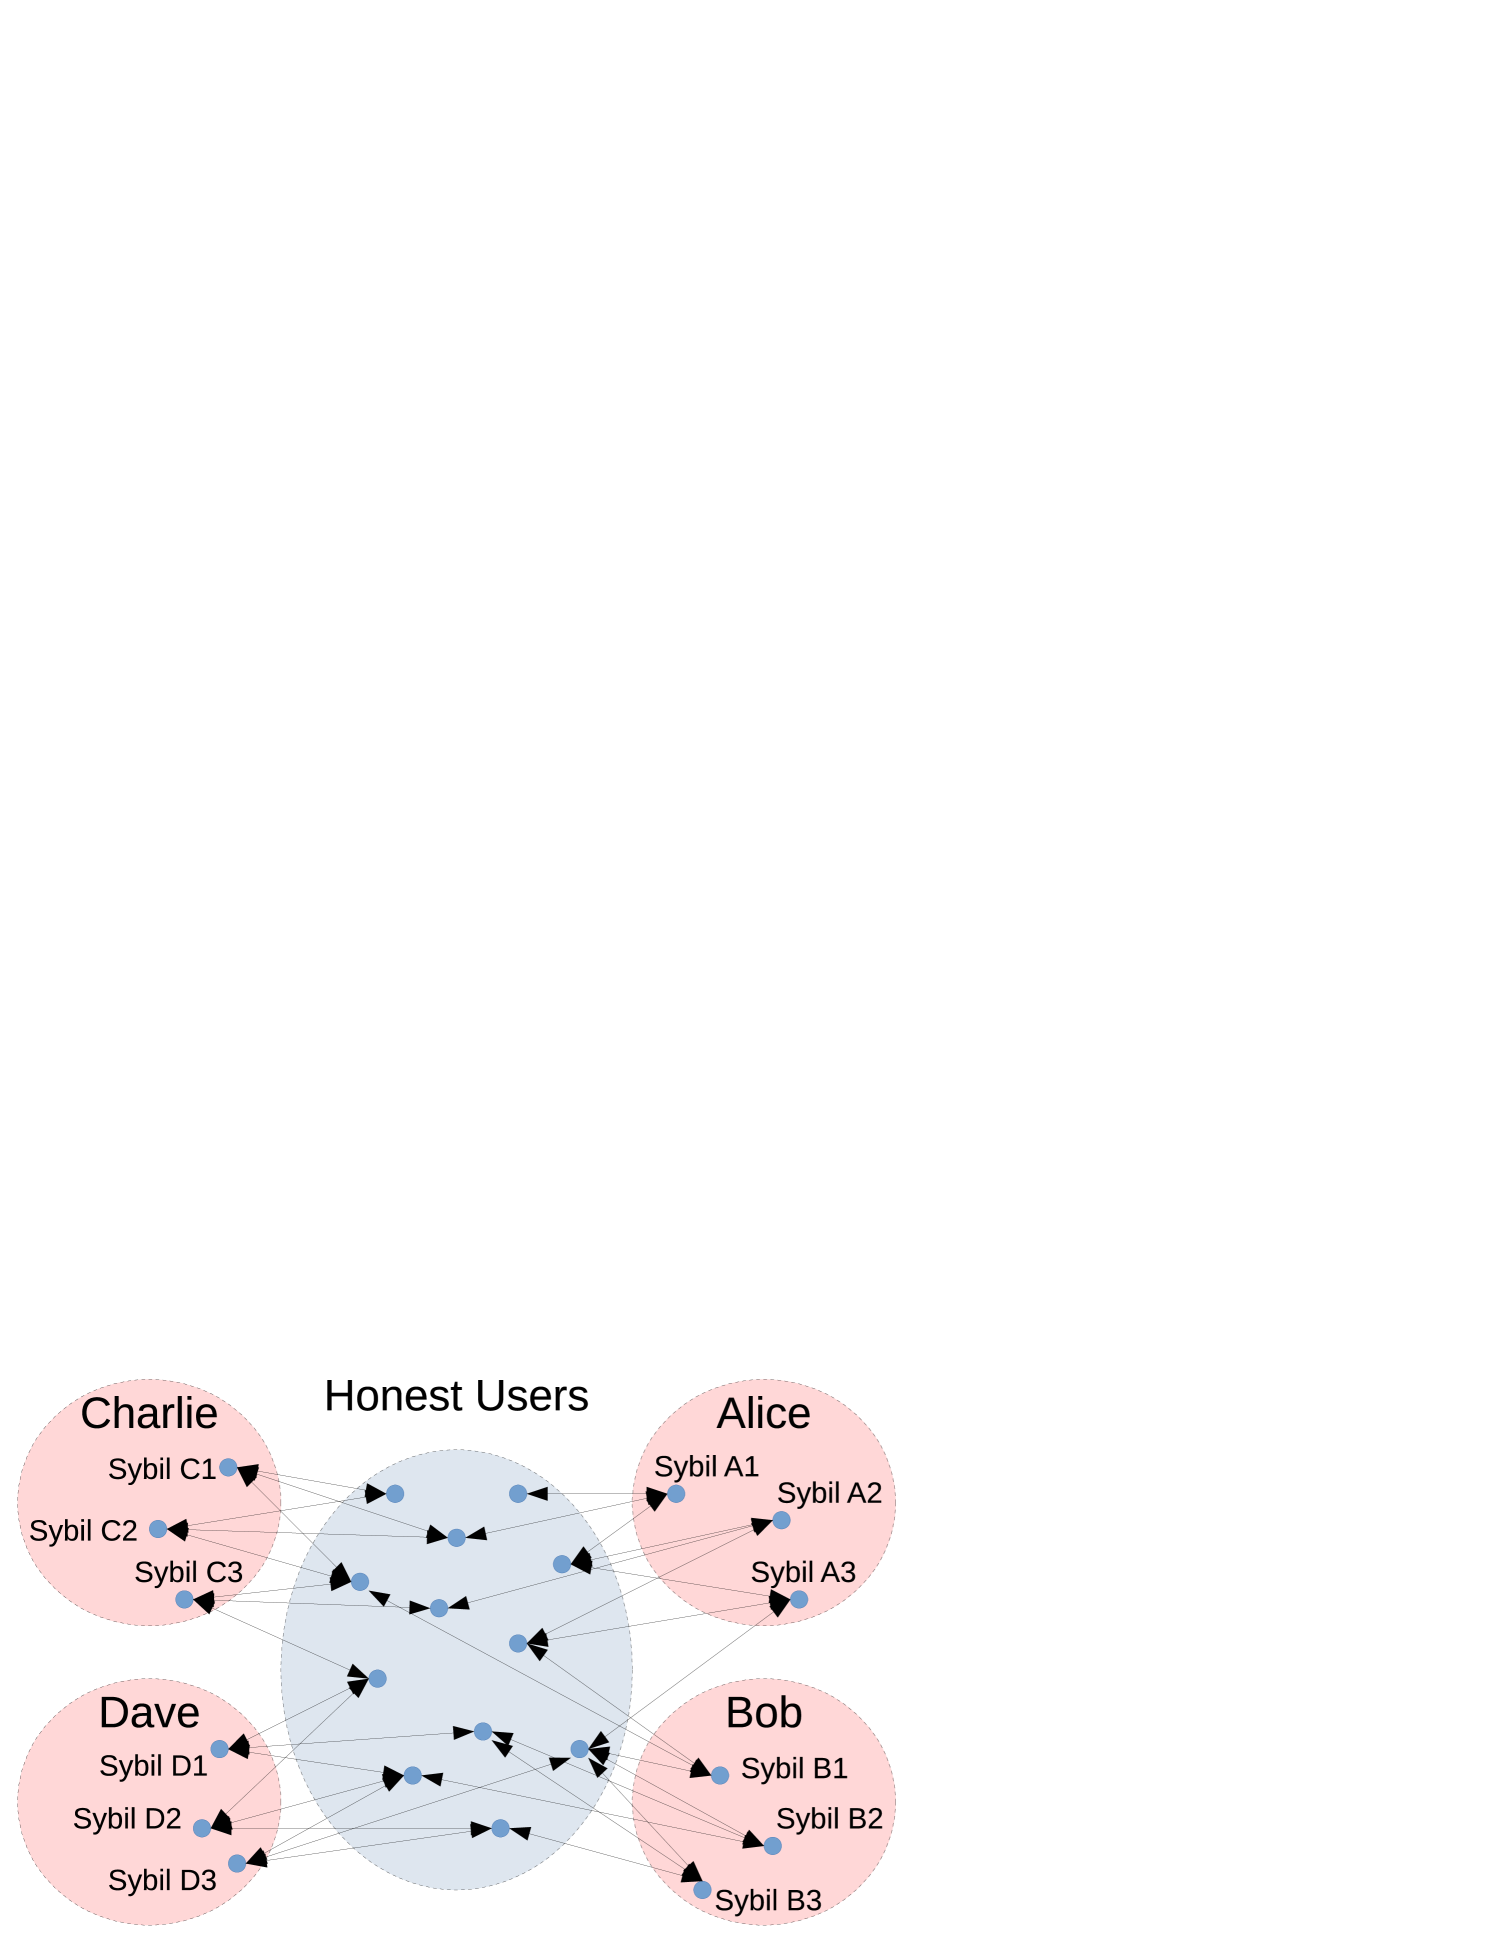 Honest Users
Charlie
Sybil C1
Sybil C2
Sybil C3
Alice
Sybil A1
Sybil A2
Sybil A3
Dave
Sybil D1
Sybil D2
Sybil D3
Bob
Sybil B1
Sybil B2
Sybil B3